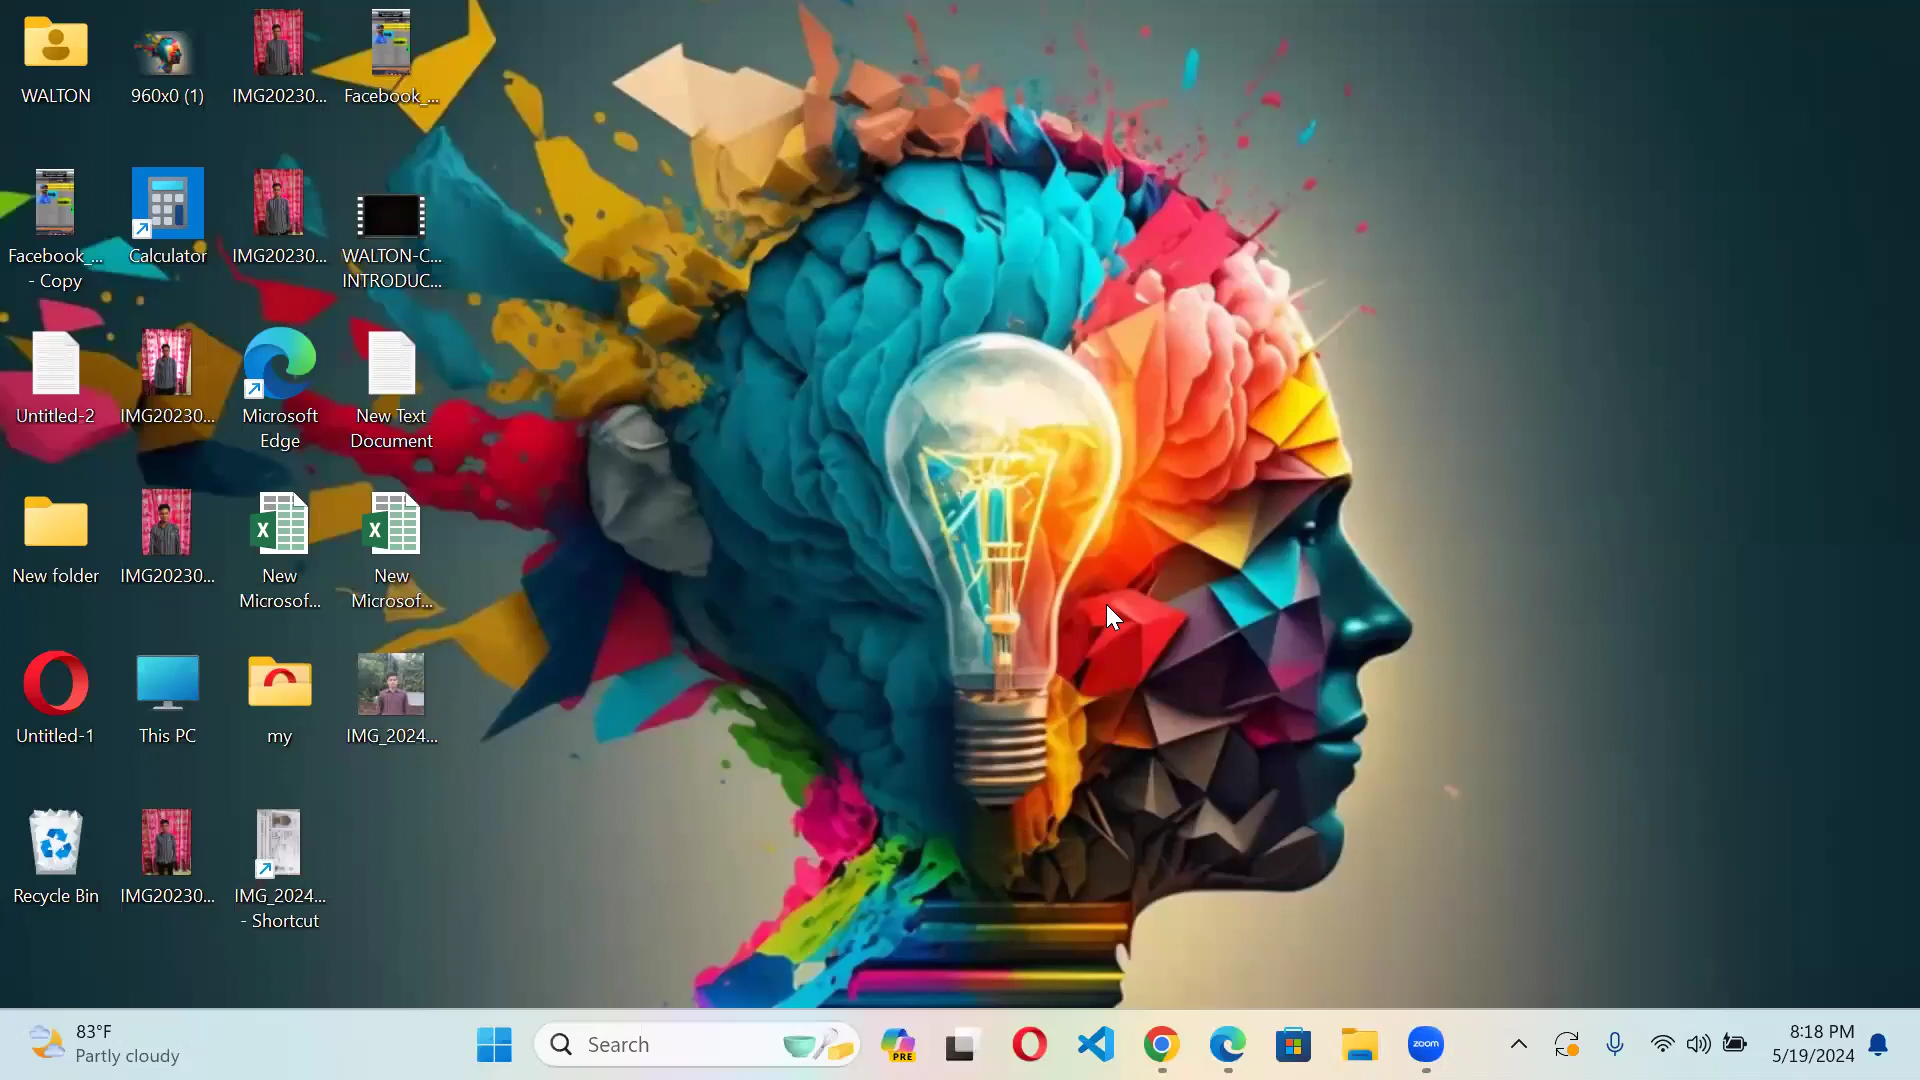 WALTON
960x0 (1)
IMG20230...
Facebook_...
Facebook_...
- Copy
Calculator
IMG20230...
WALTON-C...
INTRODUC...
Untitled-2
IMG20230...
Microsoft
Edge
New Text
Document
New folder
IMG20230...
New
Microsof...
New
Microsof...
Untitled-1
This PC
my
IMG_2024...
Recycle Bin
IMG20230...
IMG_2024...
- Shortcut
83°F
Partly cloudy
Search
PRE
zoom
8:18 PM
5/19/2024